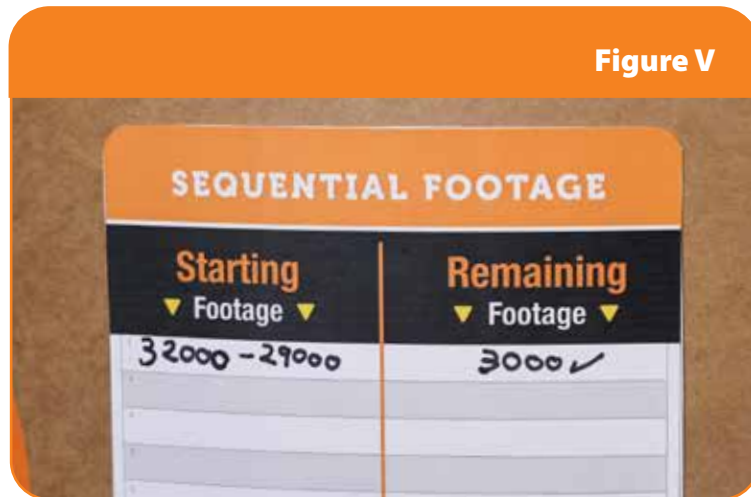 Figure V
SEQUENTIAL FOOTAGE
Starting Remaining
Footage Footage
32000-29000 3000✓